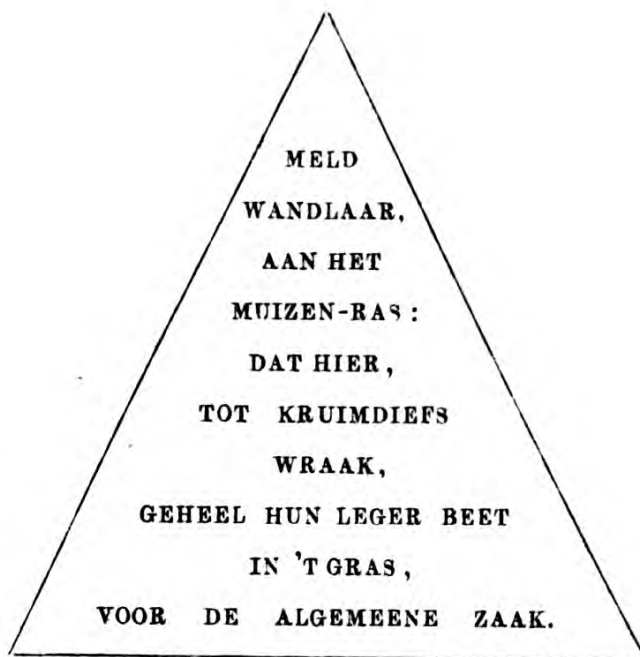 MELD
WANDLAAR,
AAN HET
MUIZEN-RAS:
DAT HIER,
TOT KRUIMDIEFS
WRAAK,
GEHEEL HUN LEGER BEET
IN 'T GRAS,
VOOR DE ALGEMEENE ZAAK.